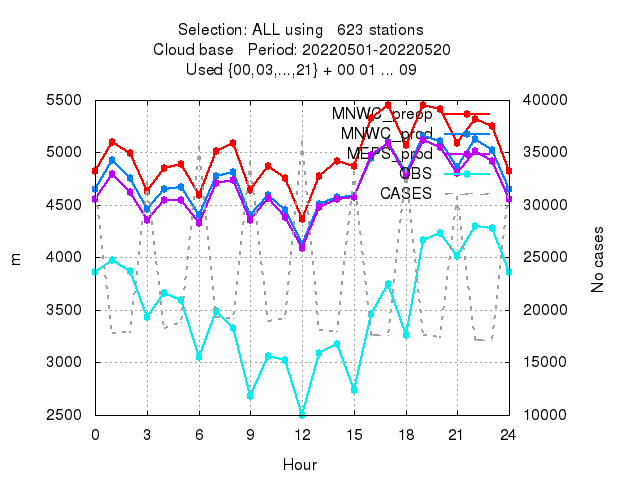 Selection: ALL using   623 stations
Cloud base   Period: 20220501-20220520
Used {00,03,...,21} + 00 01 ... 09
5500
5000
4500
4000
3500
3000
2500
m
MNWC_preop
MNWC_prod
MEPS_prod
OBS
CASES
40000
35000
30000
25000
20000
15000
10000
No cases
0 3 6 9 12 15 18 21 24
Hour